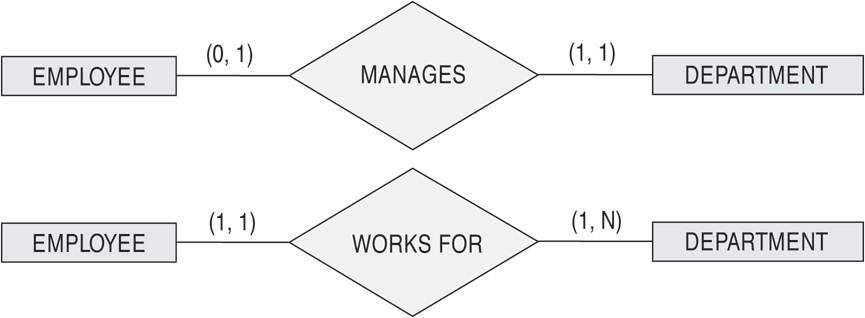 (0, 1) (1, 1)
EMPLOYEE MANAGES DEPARTMENT
(1, 1) (1, N)
EMPLOYEE WORKS FOR DEPARTMENT